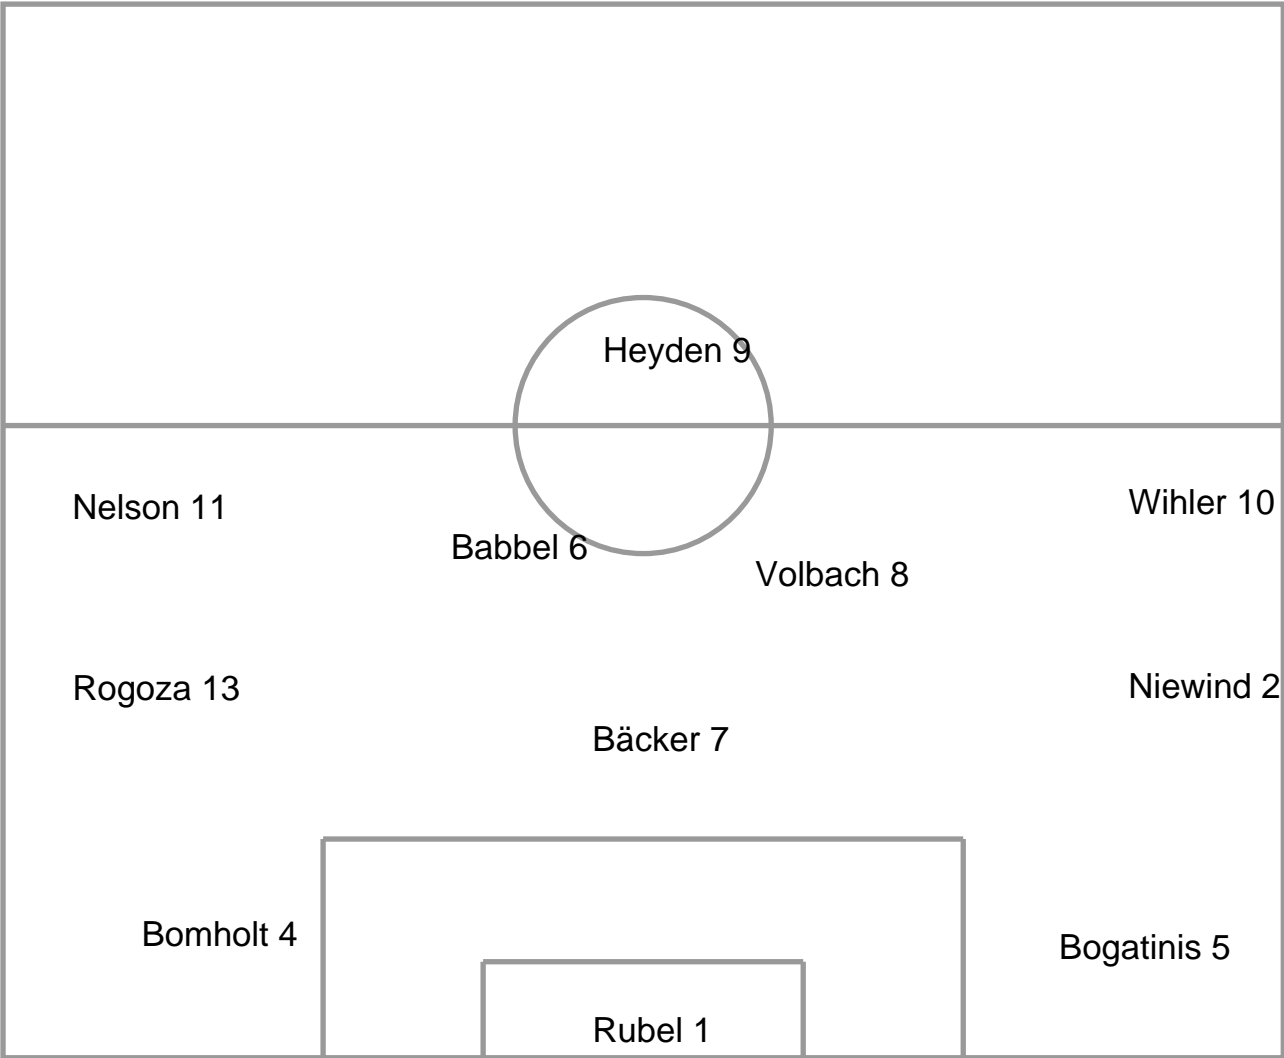 Heyden 9
Nelson 11
Wihler 10
Babbel 6
Volbach 8
Rogoza 13
Niewind 2
Bäcker 7
Bomholt 4
Bogatinis 5
Rubel 1